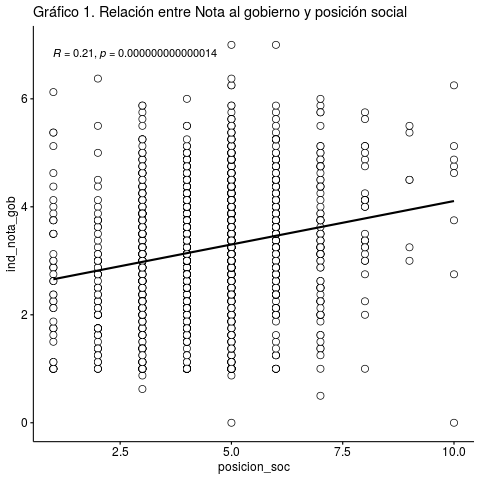 Gráfico 1. Relación entre Nota al gobierno y posición social
R = 0.21, p = 0.000000000000014
6
4
2
0
ind_nota_gob
2.5 5.0 7.5 10.0
posicion_soc